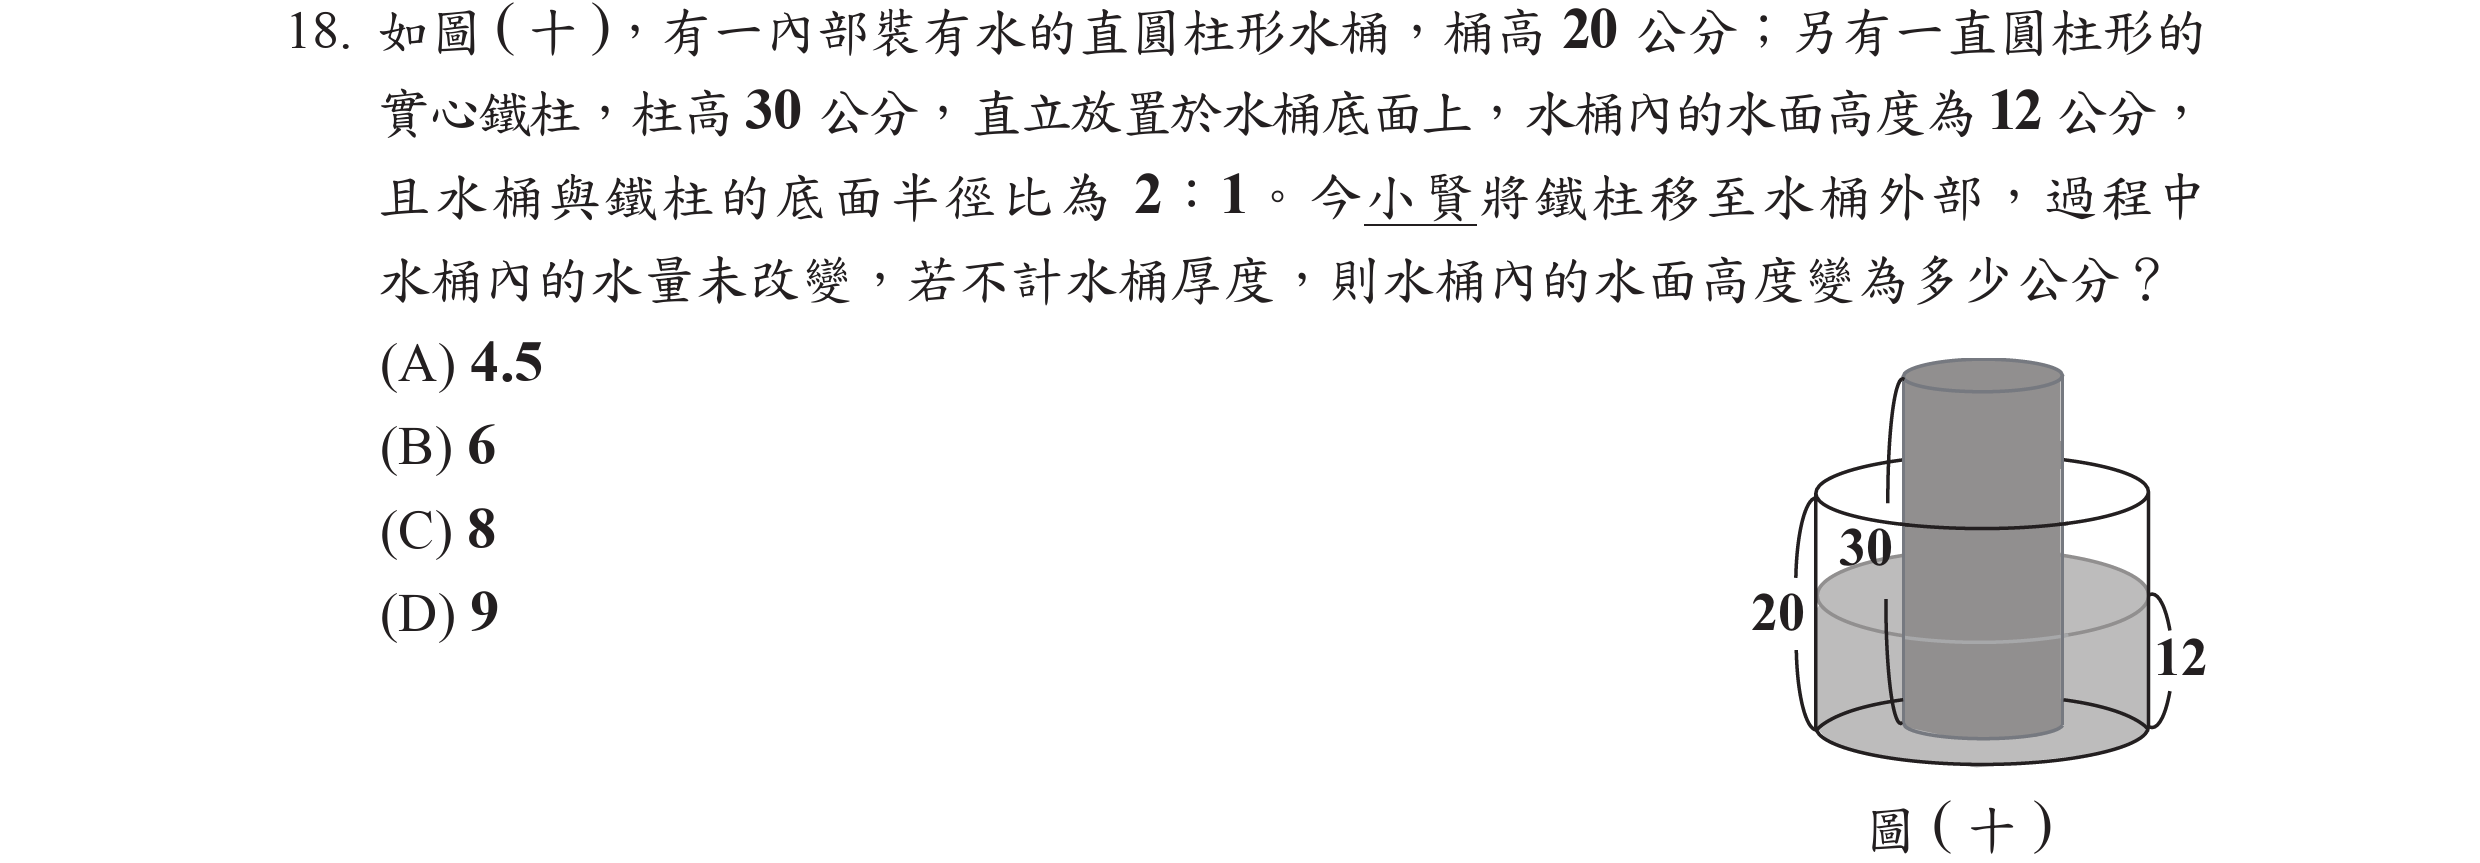 18. 如圖(十)，有一內部裝有水的直圓柱形水桶，桶高 20 公分；另有一直圓柱形的
實心鐵柱，柱高 30 公分，直立放置於水桶底面上，水桶內的水面高度為 12 公分，
且水桶與鐵柱的底面半徑比為 2：1。今小賢將鐵柱移至水桶外部，過程中
水桶內的水量未改變，若不計水桶厚度，則水桶內的水面高度變為多少公分？
(A) 4.5
(B) 6
(C) 8
(D) 9
30
20
12
圖(十)